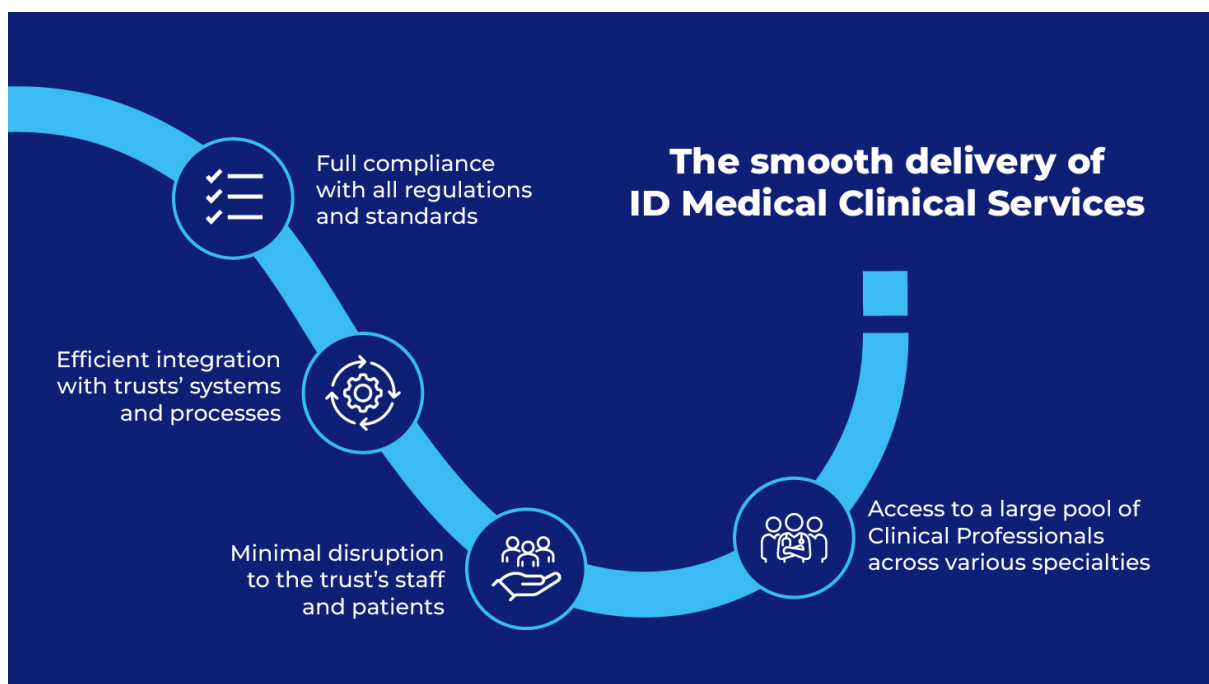 The smooth delivery of
ID Medical Clinical Services
Full compliance
with all regulations
and standards
Efficient integration
with trusts’ systems
and processes
Minimal disruption
to the trust’s staff
and patients
Access to a large pool of
Clinical Professionals
across various specialties